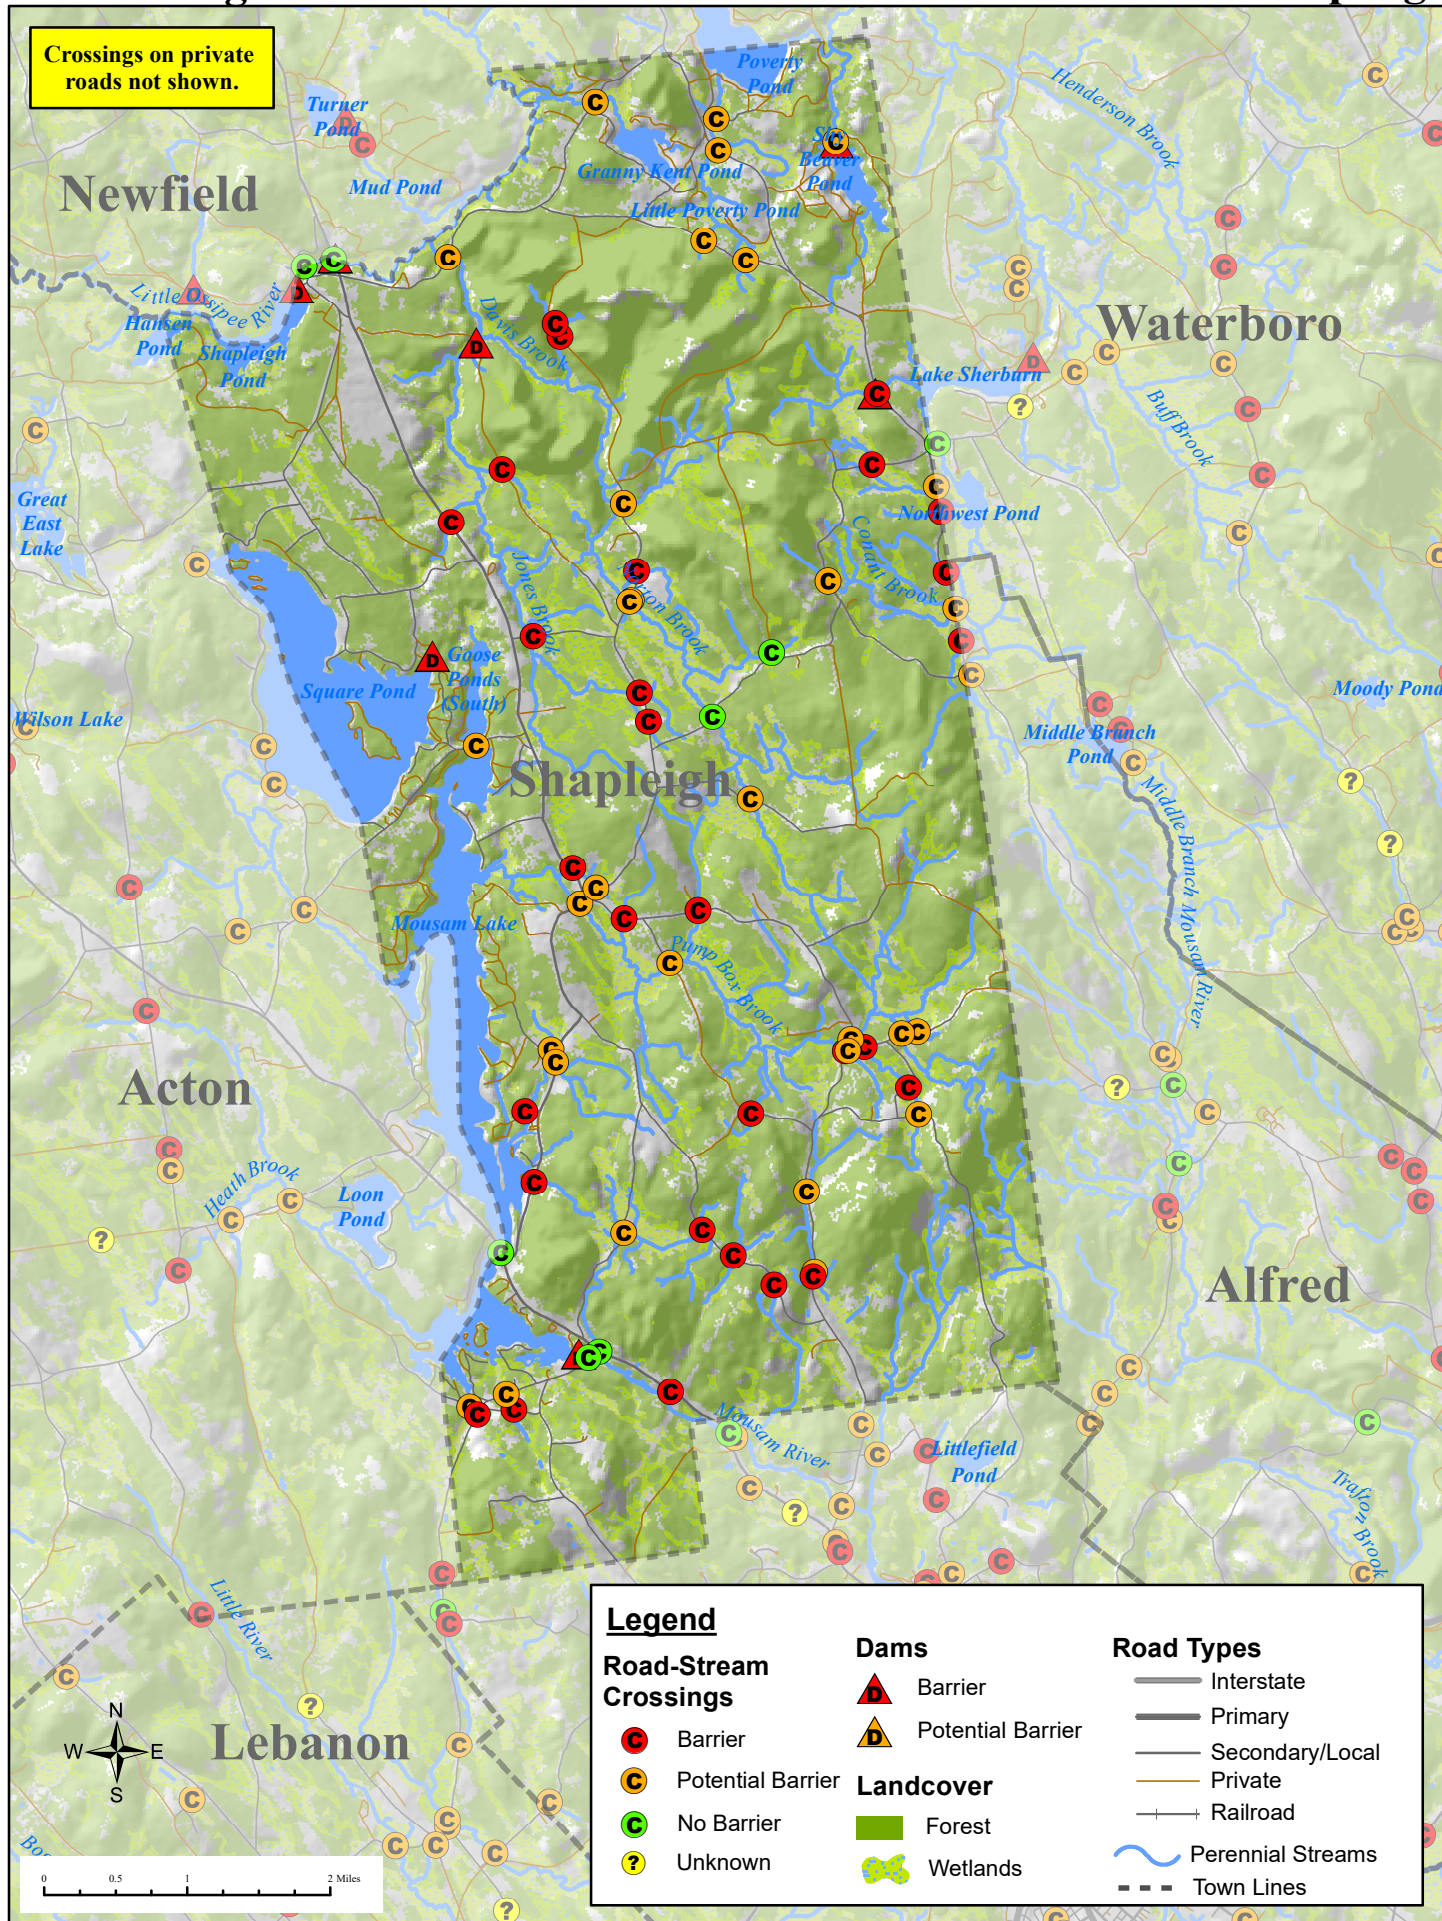 Crossings on private
roads not shown.
Poverty
Pond
Henderson Brook
Turner
Pond
Beaver
Pond
Granny Kent Pond
Mud Pond
Newfield
Little Poverty Pond
Little Ossipee River
Hansen
Pond
Shapleigh
Pond
Davis Brook
Waterboro
Lake Sherburn
Buff Brook
Great
East
Lake
Northwest Pond
Conant Brook
Jones Brook
Goose
Ponds
(South)
Square Pond
Moody Pond
Wilson Lake
Middle Brunch
Pond
Shapleigh
Middle Branch Mousam River
Mousam Lake
Pump Box Brook
Acton
Heath Brook
Loon
Pond
Alfred
Mousam River
Littlefield
Pond
Trafton Brook
Little River
Lebanon
N
W E
S
0 0.5 1 2 Miles
Legend
Road-Stream
Crossings
C Barrier
C Potential Barrier
C No Barrier
? Unknown
Dams
D Barrier
D Potential Barrier
Landcover
Forest
Wetlands
Road Types
Interstate
Primary
Secondary/Local
Private
Railroad
Perennial Streams
Town Lines